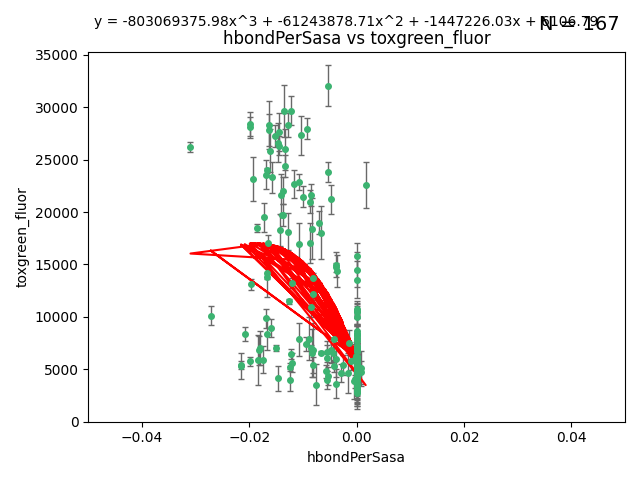 y = -803069375.98x^3 + -61243878.71x^2 + -1447226.03x + 6106.79
N = 167
hbondPerSasa vs toxgreen_fluor
35000
30000
25000
20000
15000
10000
5000
0
toxgreen_fluor
−0.04
−0.02
0.00
0.02
0.04
hbondPerSasa